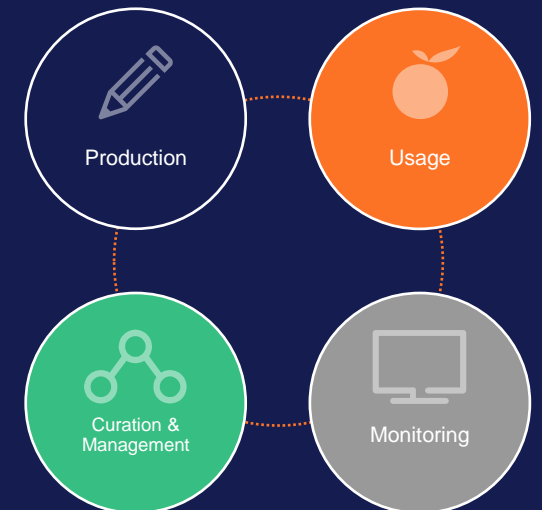 Production
Usage
Curation &
Management
Monitoring